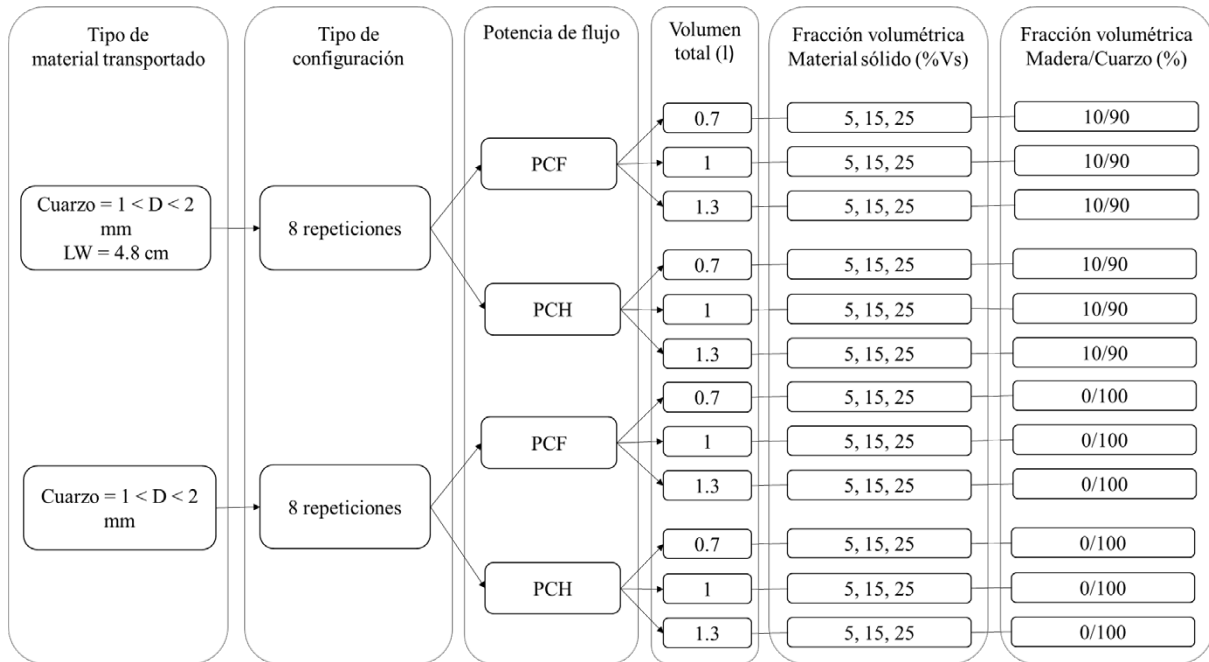 Tipo de
material transportado
Tipo de
configuración
Potencia de flujo
Volumen
total (l)
Fracción volumétrica
Material sólido (%Vs)
Fracción volumétrica
Madera/Cuarzo (%)
Cuarzo = 1 < D < 2
mm
LW = 4.8 cm
8 repeticiones
PCF
0.7
5, 15, 25
10/90
1
5, 15, 25
10/90
1.3
5, 15, 25
10/90
PCH
0.7
5, 15, 25
10/90
1
5, 15, 25
10/90
1.3
5, 15, 25
10/90
Cuarzo = 1 < D < 2
mm
8 repeticiones
PCF
0.7
5, 15, 25
0/100
1
5, 15, 25
0/100
1.3
5, 15, 25
0/100
PCH
0.7
5, 15, 25
0/100
1
5, 15, 25
0/100
1.3
5, 15, 25
0/100